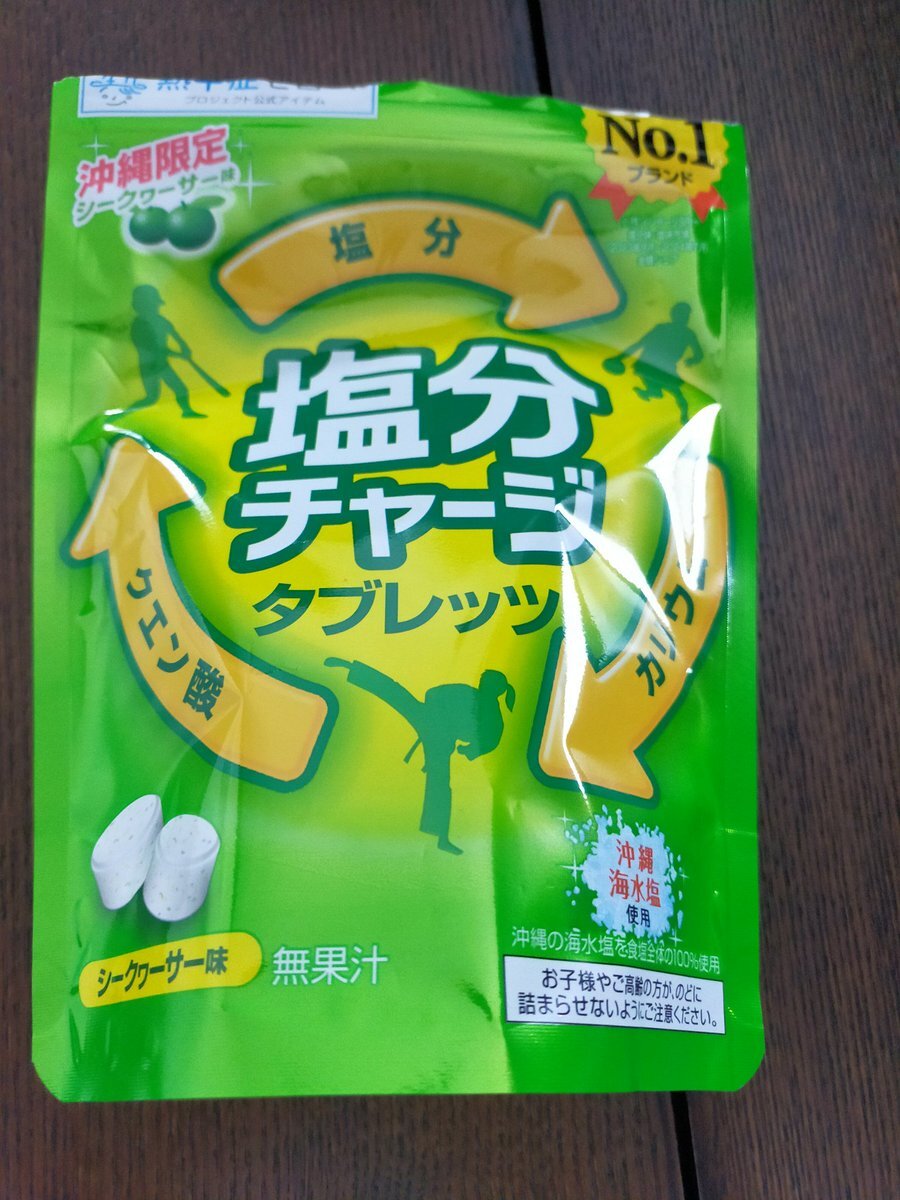 プロジェクト公式アイテム
沖縄限定
シークヮーサー味
No.1
ブランド
塩分
塩分
チャージ
タブレッツ
カリウ
クエン酸
沖縄
海水塩
使用
沖縄の海水塩を食塩全体の100%使用
シークヮーサー味
無果汁
お子様やご高齢の方が、のどに
詰まらせないようにご注意ください。